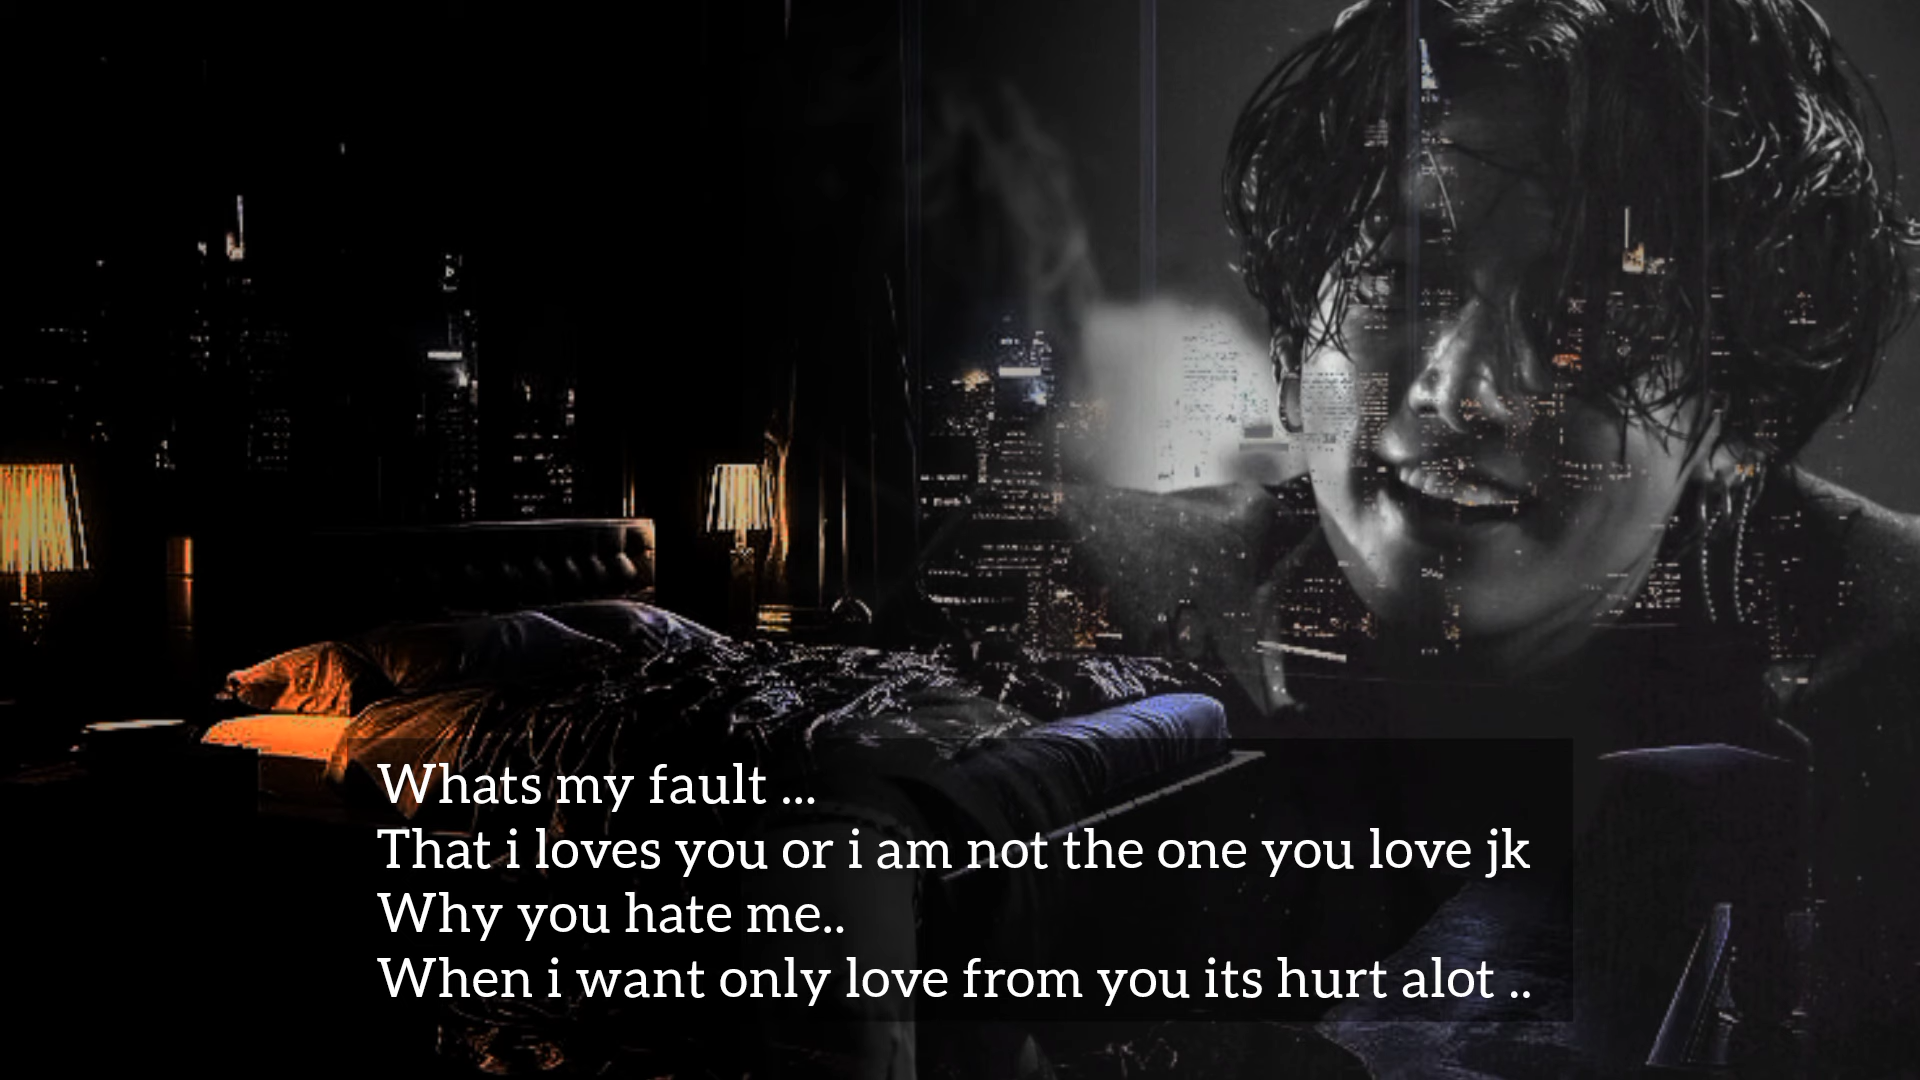 Whats my fault ...
That i loves you or i am not the one you love jk
Why you hate me..
When i want only love from you its hurt alot ..